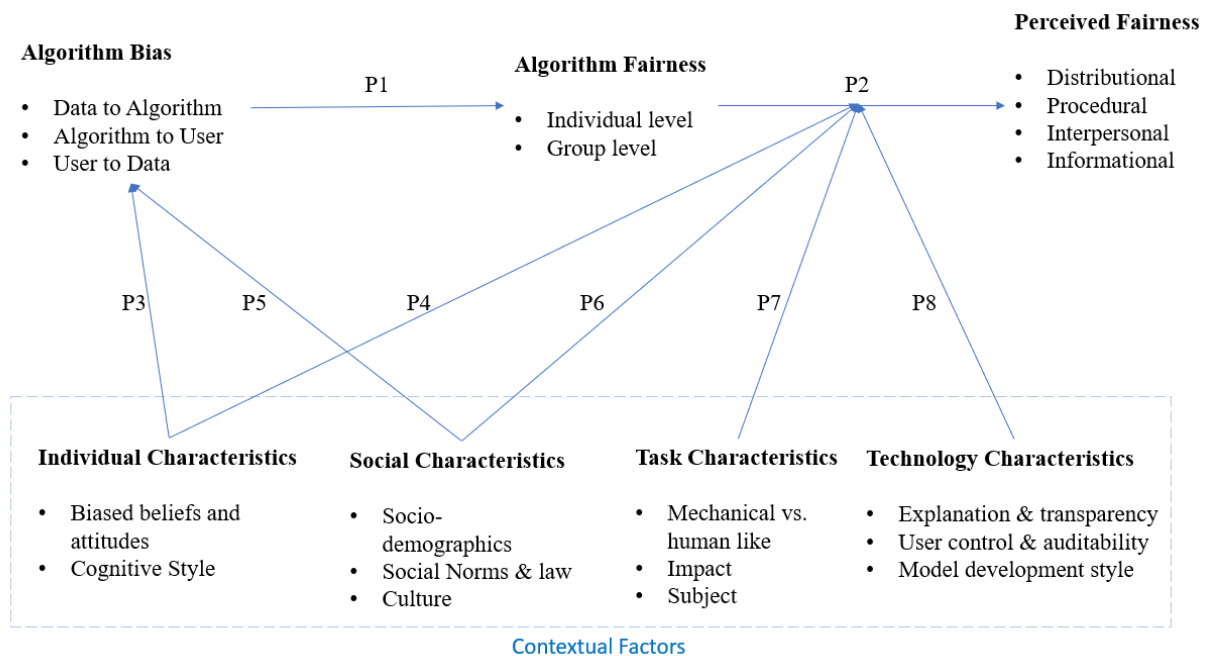 Perceived Fairness
• Distributional
• Procedural
• Interpersonal
• Informational
Algorithm Bias
• Data to Algorithm
• Algorithm to User
• User to Data
P1
Algorithm Fairness
• Individual level
• Group level
P2
P3
P5
P4
P6
P7
P8
Individual Characteristics
• Biased beliefs and
attitudes
• Cognitive Style
Social Characteristics
• Socio-
demographics
• Social Norms & law
• Culture
Task Characteristics
• Mechanical vs.
human like
• Impact
• Subject
Technology Characteristics
• Explanation & transparency
• User control & auditability
• Model development style
Contextual Factors